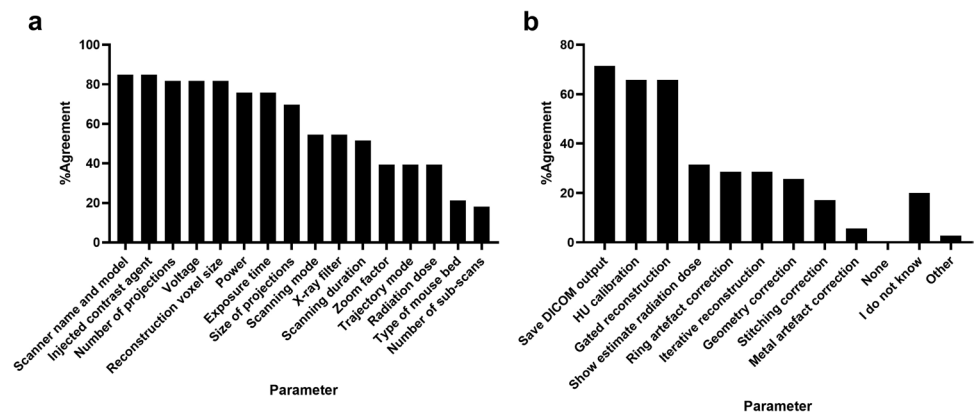 a
%Agreement
100
80
60
40
20
0
Scanner name and model
Injected contrast agent
Number of projections
Voltage
Reconstruction voxel size
Power
Exposure time
Size of projections
Scanning mode
X-ray filter
Scanning duration
Zoom factor
Trajectory mode
Radiation dose
Type of mouse bed
Number of sub-scans
Parameter
b
%Agreement
80
60
40
20
0
Save DICOM output
HU calibration
Gated reconstruction
Show estimate radiation dose
Ring artefact correction
Iterative reconstruction
Geometry correction
Stitching correction
Metal artefact correction
None
I do not know
Other
Parameter